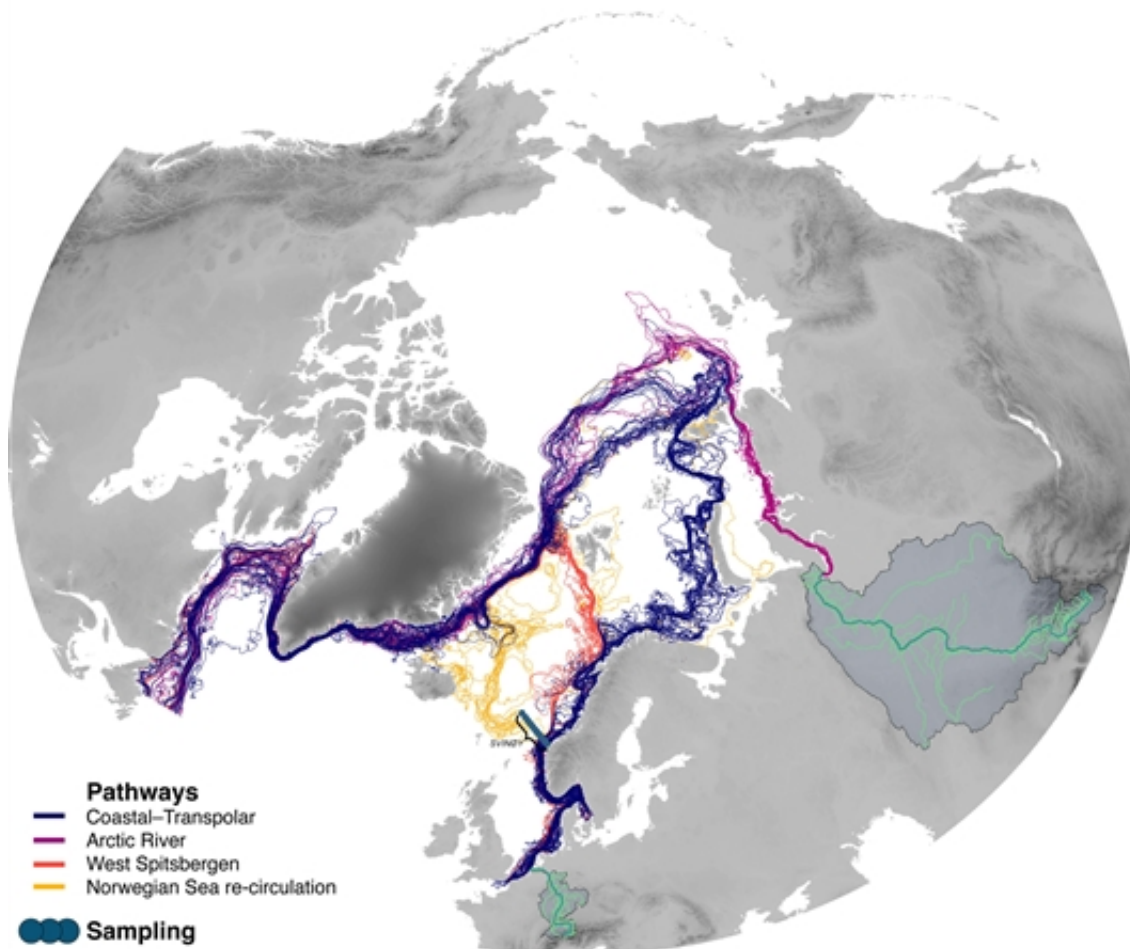 SVINØY
Pathways
Coastal–Transpolar
Arctic River
West Spitsbergen
Norwegian Sea re-circulation
Sampling